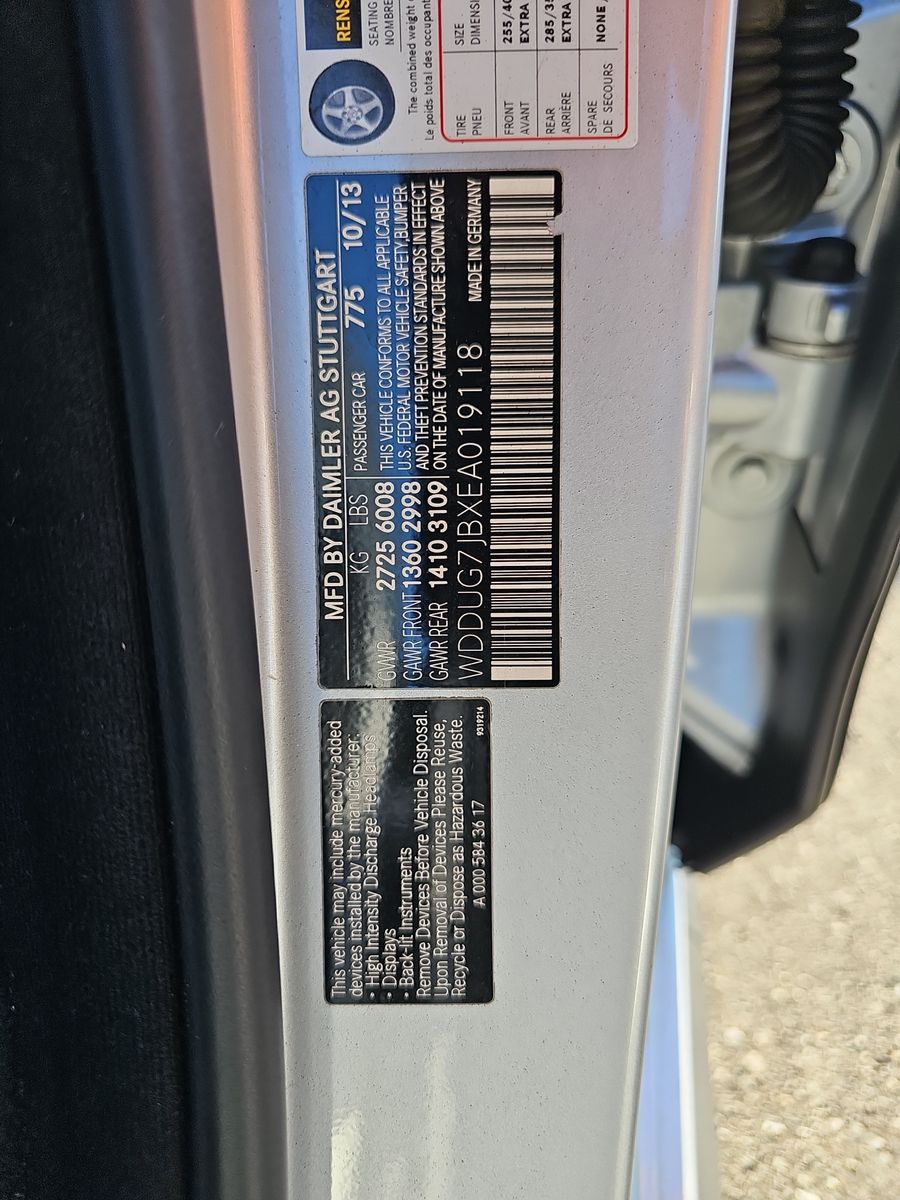 MFD BY DAIMLER AG STUTTGART
KG LBS PASSENGER CAR 775 10/13
GVWR 2725 6008
GAWR FRONT 1360 2998
GAWR REAR 1410 3109
THIS VEHICLE CONFORMS TO ALL APPLICABLE
U.S. FEDERAL MOTOR VEHICLE SAFETY, BUMPER
AND THEFT PREVENTION STANDARDS IN EFFECT
ON THE DATE OF MANUFACTURE SHOWN ABOVE
WDDUG7JBXEA019118 MADE IN GERMANY
This vehicle may include mercury-added
devices installed by the manufacturer:
• High Intensity Discharge Headlamps
• Displays
• Back-lit Instruments
Remove Devices Before Vehicle Disposal.
Upon Removal of Devices Please Reuse,
Recycle or Dispose as Hazardous Waste.
A 000 584 36 17 9319214
RENS
SEATING
NOMBRE
The combined weight
Le poids total des occupant
TIRE SIZE
PNEU DIMENSI
FRONT 255/40
AVANT EXTRA
REAR 285/35
ARRIÈRE EXTRA
SPARE NONE
DE SECOURS